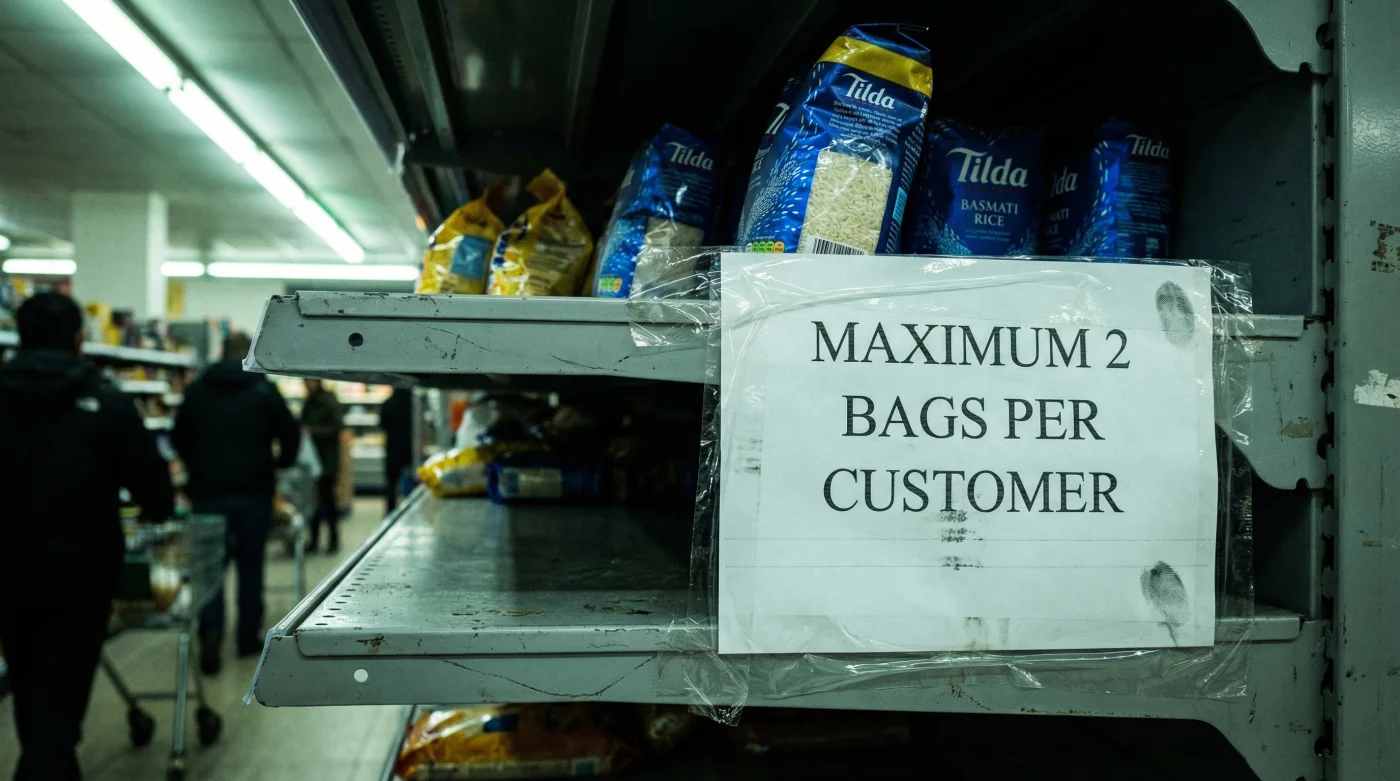 Tilda
Tilda
Tilda
BASMATI
RICE
Tilda
MAXIMUM 2
BAGS PER
CUSTOMER